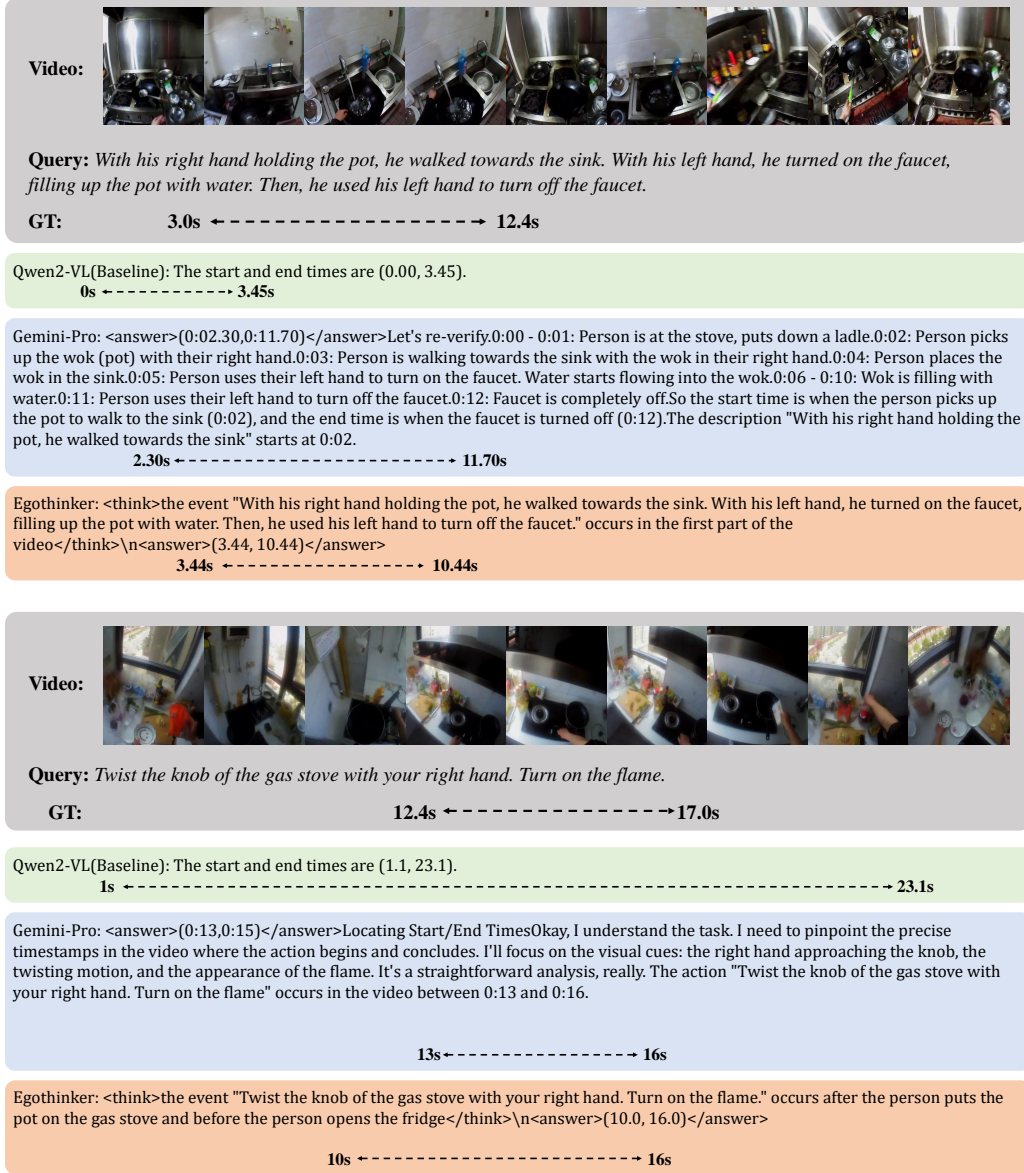 Video:
Query: With his right hand holding the pot, he walked towards the sink. With his left hand, he turned on the faucet,
filling up the pot with water. Then, he used his left hand to turn off the faucet.
GT: 3.0s 12.4s
Qwen2-VL(Baseline): The start and end times are (0.00, 3.45).
0s 3.45s
Gemini-Pro: <answer>(0:02.30,0:11.70)</answer>Let's re-verify.0:00 - 0:01: Person is at the stove, puts down a ladle.0:02: Person picks
up the wok (pot) with their right hand.0:03: Person is walking towards the sink with the wok in their right hand.0:04: Person places the
wok in the sink.0:05: Person uses their left hand to turn on the faucet. Water starts flowing into the wok.0:06 - 0:10: Wok is filling with
water.0:11: Person uses their left hand to turn off the faucet.0:12: Faucet is completely off.So the start time is when the person picks up
the pot to walk to the sink (0:02), and the end time is when the faucet is turned off (0:12).The description "With his right hand holding the
pot, he walked towards the sink" starts at 0:02.
2.30s 11.70s
Egothinker: <think>the event "With his right hand holding the pot, he walked towards the sink. With his left hand, he turned on the faucet,
filling up the pot with water. Then, he used his left hand to turn off the faucet." occurs in the first part of the
video</think>\n<answer>(3.44, 10.44)</answer>
3.44s 10.44s
Video:
Query: Twist the knob of the gas stove with your right hand. Turn on the flame.
GT: 12.4s 17.0s
Qwen2-VL(Baseline): The start and end times are (1.1, 23.1).
1s 23.1s
Gemini-Pro: <answer>(0:13,0:15)</answer>Locating Start/End TimesOkay, I understand the task. I need to pinpoint the precise
timestamps in the video where the action begins and concludes. I'll focus on the visual cues: the right hand approaching the knob, the
twisting motion, and the appearance of the flame. It's a straightforward analysis, really. The action "Twist the knob of the gas stove with
your right hand. Turn on the flame" occurs in the video between 0:13 and 0:16.
13s 16s
Egothinker: <think>the event "Twist the knob of the gas stove with your right hand. Turn on the flame." occurs after the person puts the
pot on the gas stove and before the person opens the fridge</think>\n<answer>(10.0, 16.0)</answer>
10s 16s